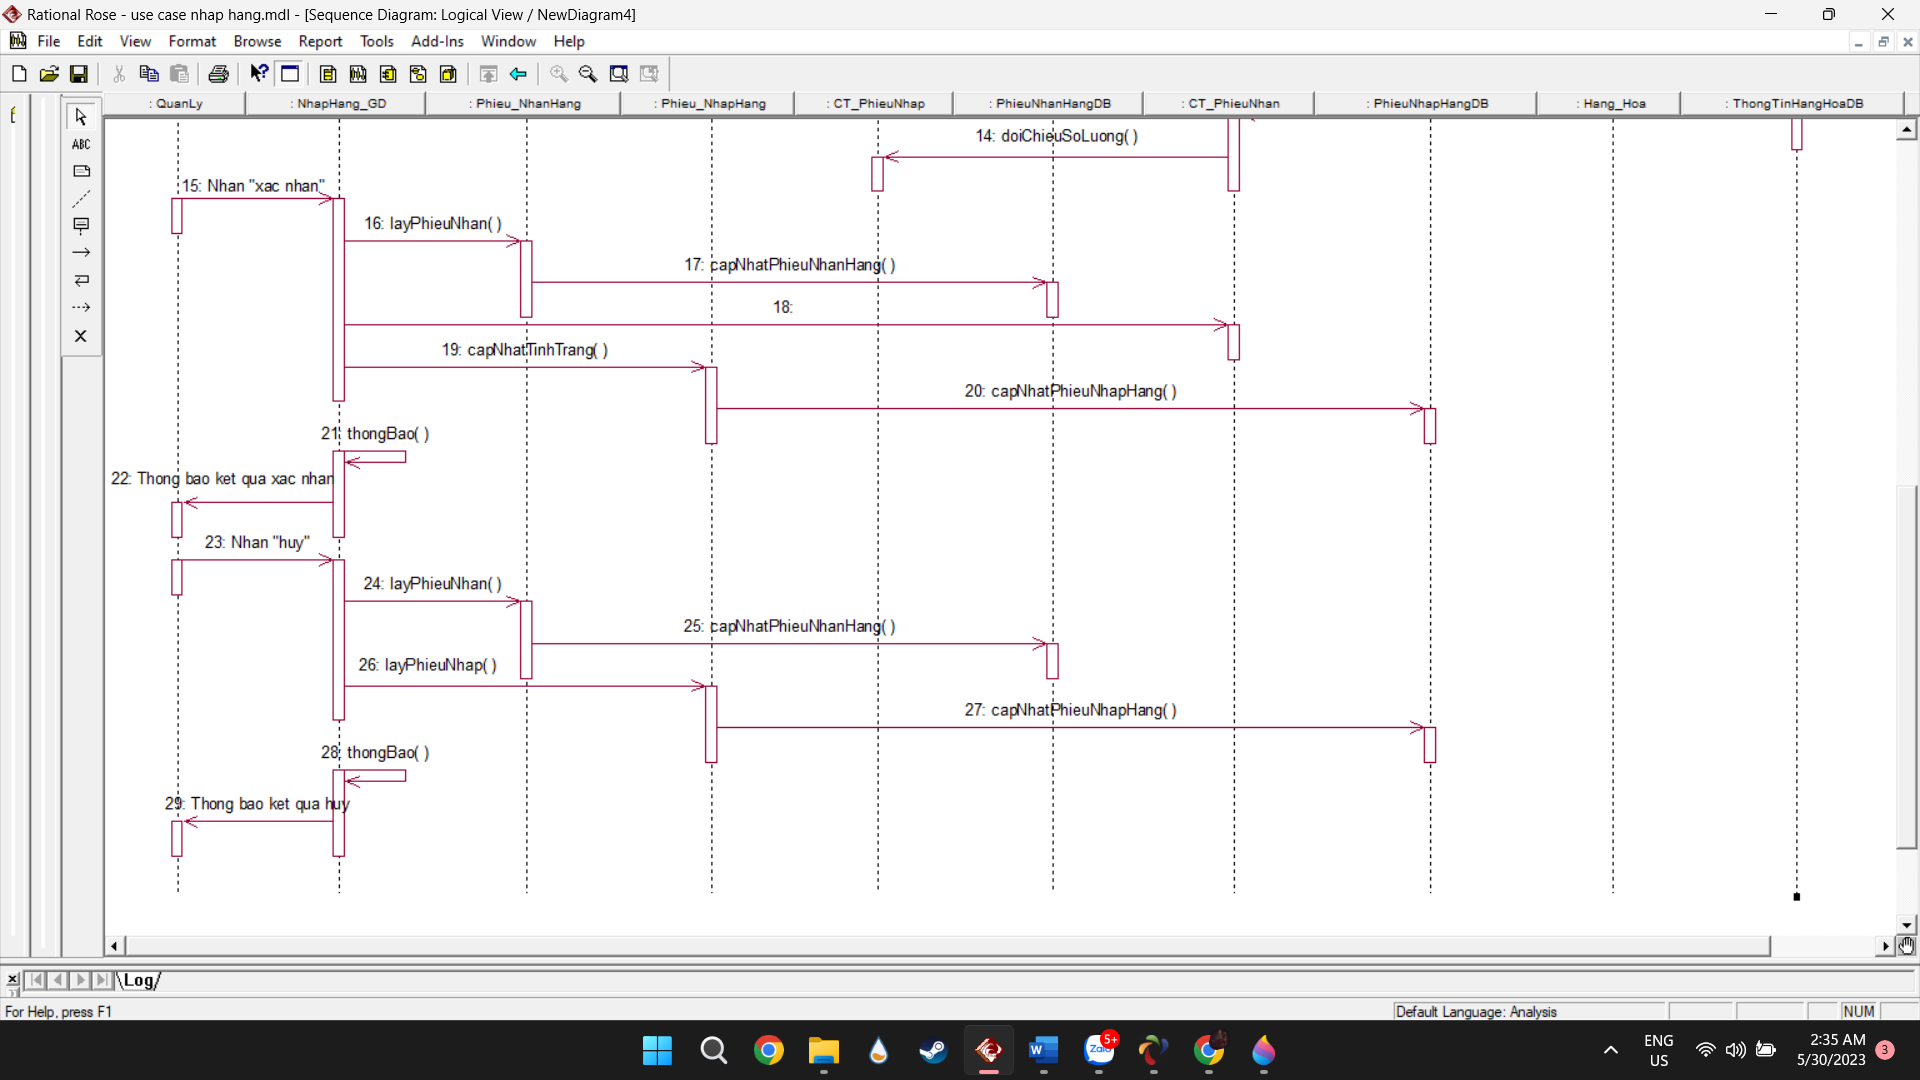 Rational Rose - use case nhap hang.mdl - [Sequence Diagram: Logical View / NewDiagram4]
File Edit View Format Browse Report Tools Add-Ins Window Help
: QuanLy : NhapHang_GD : Phieu_NhanHang : Phieu_NhapHang : CT_PhieuNhap : PhieuNhanHangDB : CT_PhieuNhan : PhieuNhapHangDB : Hang_Hoa : ThongTinHangHoaDB
ABC
14: doiChieuSoLuong( )
15: Nhan "xac nhan"
16: layPhieuNhan( )
17: capNhatPhieuNhanHang( )
18:
19: capNhatTinhTrang( )
20: capNhatPhieuNhapHang( )
21: thongBao( )
22: Thong bao ket qua xac nhan
23: Nhan "huy"
24: layPhieuNhan( )
25: capNhatPhieuNhanHang( )
26: layPhieuNhap( )
27: capNhatPhieuNhapHang( )
28: thongBao( )
29: Thong bao ket qua huy
\Log/
For Help, press F1
Default Language: Analysis
NUM
Zalo
5+
ENG
US
2:35 AM
5/30/2023
3